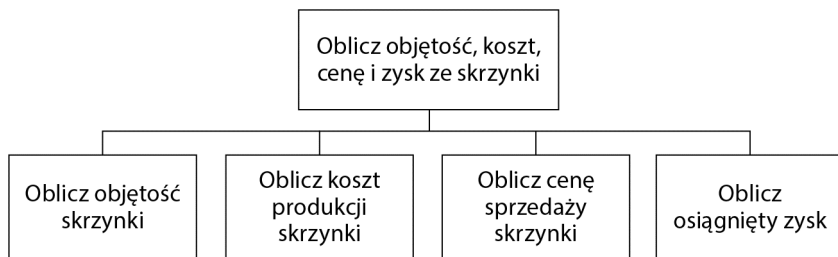 Oblicz objętość, koszt,
cenę i zysk ze skrzynki
Oblicz objętość
skrzynki
Oblicz koszt
produkcji
skrzynki
Oblicz cenę
sprzedaży
skrzynki
Oblicz
osiągnięty zysk